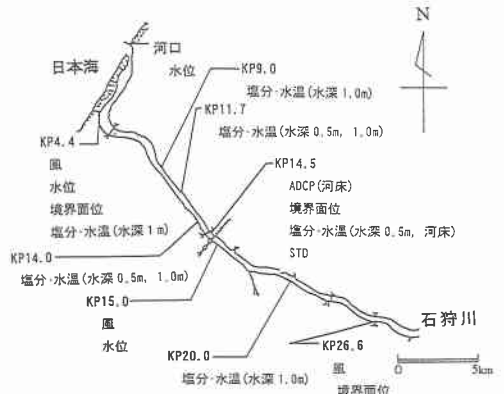 N
河口
水位
日本海
KP9.0
塩分・水温(水深1.0m)
KP11.7
塩分・水温(水深0.5m, 1.0m)
KP4.4
風
水位
境界面位
塩分・水温(水深1m)
KP14.5
ADCP(河床)
境界面位
塩分・水温(水深0.5m, 河床)
STD
KP14.0
塩分・水温(水深0.5m, 1.0m)
KP15.0
風
水位
石狩川
KP20.0
塩分・水温(水深1.0m)
KP26.6
風
境界面位
0 5km